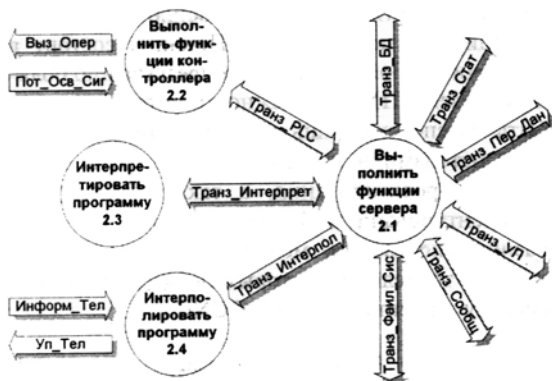 Выз_Опер
Пот_Осв_Сиг
Выпол-
нить функ-
ции кон-
троллера
2.2
Транз_PLC
Транз_БД
Транз_Стат
Транз_Пер_Дан
Интерпре-
тировать
программу
2.3
Транз_Интерпрет
Вы-
полнить
функции
сервера
2.1
Транз_УП
Транз_Сообщ
Транз_Фаил_Сис
Транз_Интерпол
Информ_Тел
Уп_Тел
Интерпо-
лировать
программу
2.4